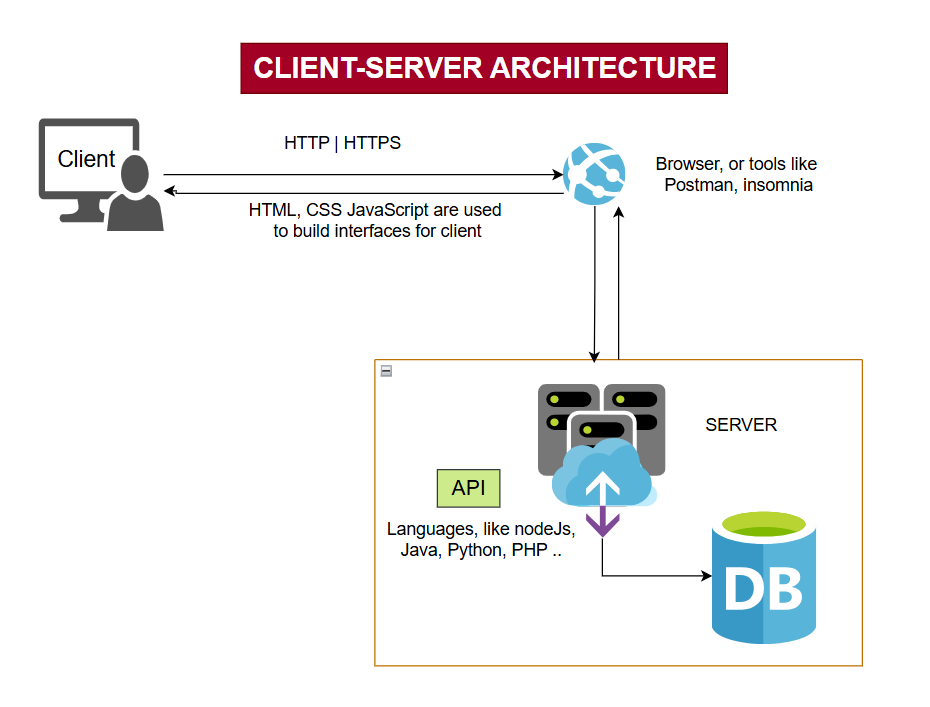 CLIENT-SERVER ARCHITECTURE
Client
HTTP | HTTPS
Browser, or tools like
Postman, insomnia
HTML, CSS JavaScript are used
to build interfaces for client
SERVER
API
Languages, like nodeJs,
Java, Python, PHP ..
DB